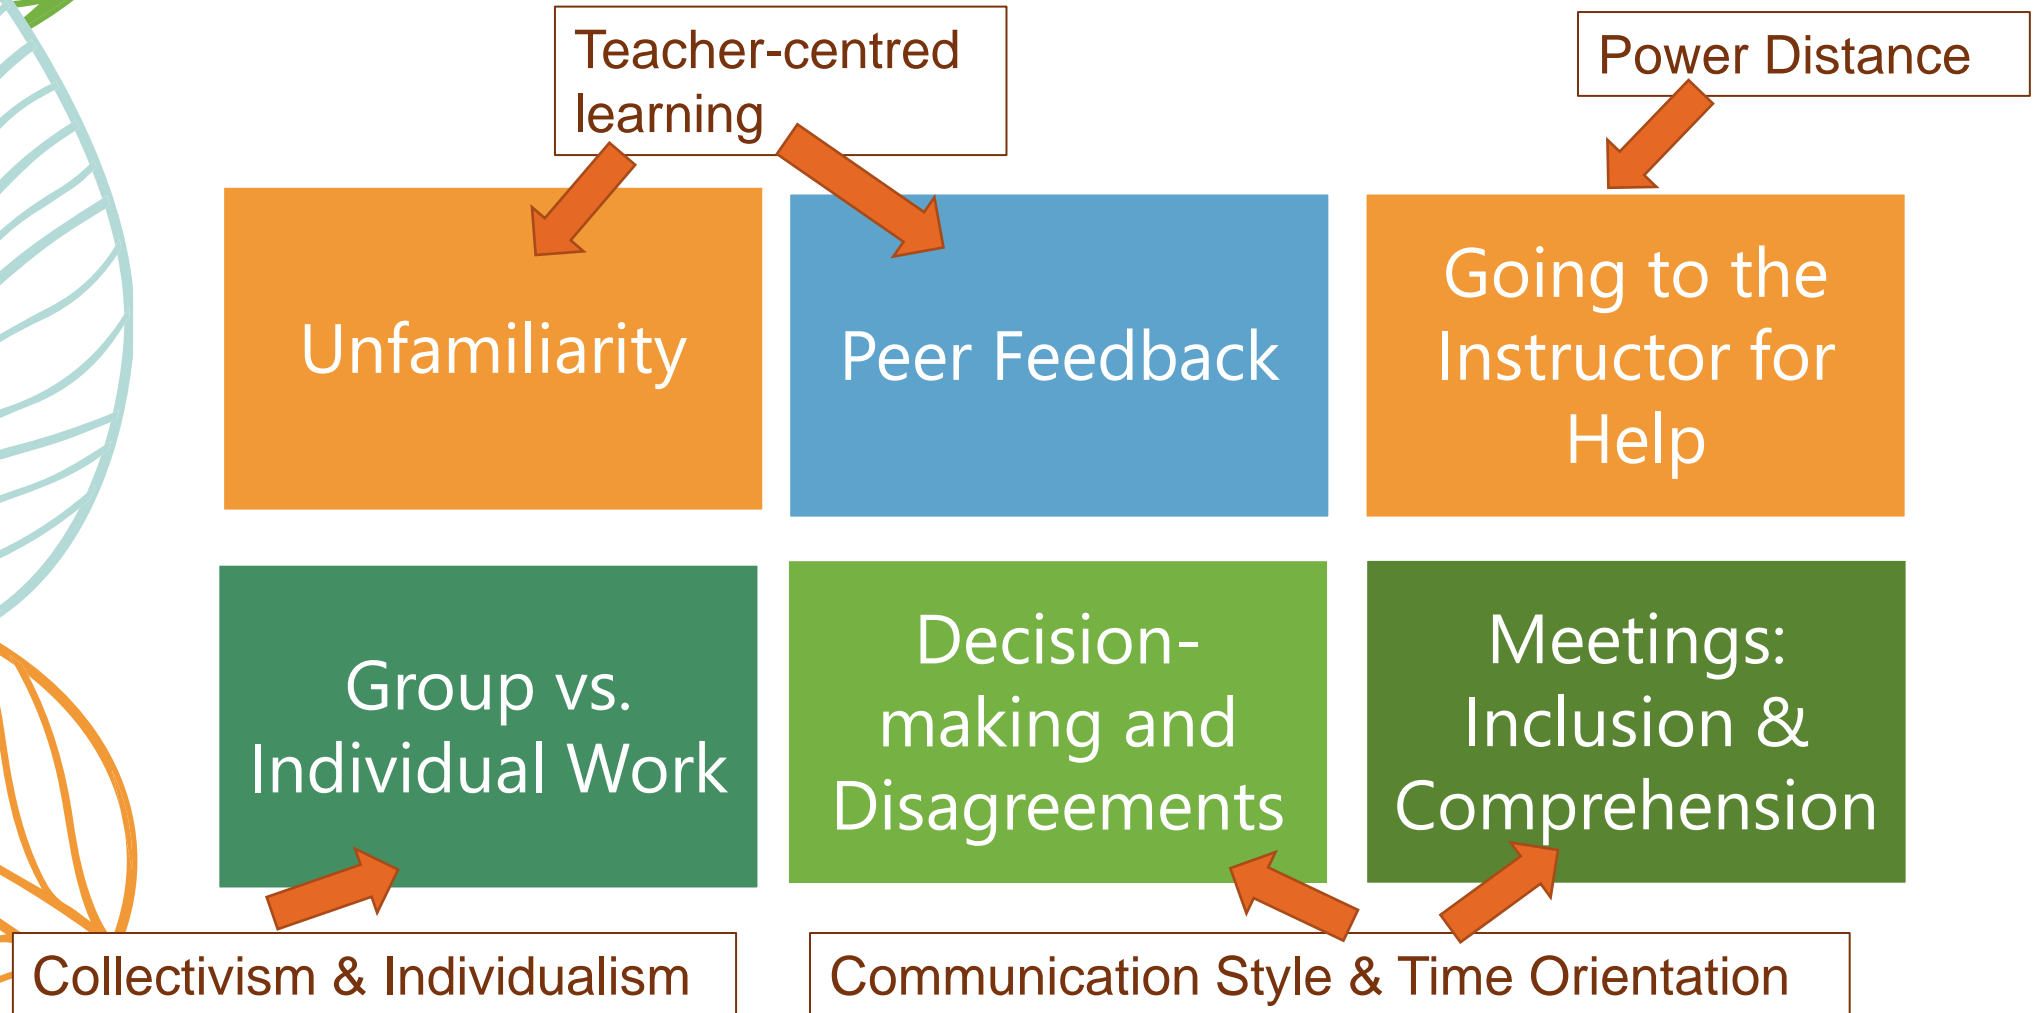 Teacher-centred
learning
Power Distance
Unfamiliarity
Peer Feedback
Going to the
Instructor for
Help
Group vs.
Individual Work
Decision-
making and
Disagreements
Meetings:
Inclusion &
Comprehension
Collectivism & Individualism
Communication Style & Time Orientation